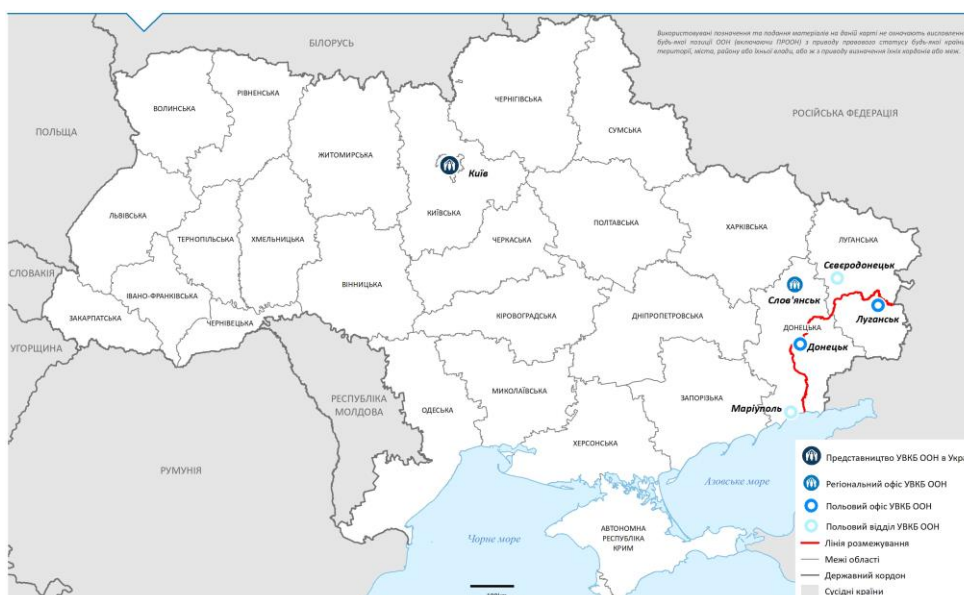 Використовувані позначення та подання матеріалів на даній карті не означають висловлення
будь-якої позиції ООН (включаючи ПРООН) з приводу правового статусу будь-якої країни,
території, міста, району або їхньої влади, або ж з приводу визначення їхніх кордонів або меж.
БІЛОРУСЬ
ПОЛЬЩА
РОСІЙСЬКА ФЕДЕРАЦІЯ
ВОЛИНСЬКА
РІВНЕНСЬКА
ЖИТОМИРСЬКА
ЧЕРНІГІВСЬКА
СУМСЬКА
Київ
КИЇВСЬКА
ЛЬВІВСЬКА
ТЕРНОПІЛЬСЬКА
ХМЕЛЬНИЦЬКА
ЧЕРКАСЬКА
ПОЛТАВСЬКА
ХАРКІВСЬКА
ЛУГАНСЬКА
СЛОВАКІЯ
ІВАНО-ФРАНКІВСЬКА
ЗАКАРПАТСЬКА
ЧЕРНІВЕЦЬКА
ВІННИЦЬКА
КІРОВОГРАДСЬКА
ДНІПРОПЕТРОВСЬКА
Сєвєродонецьк
Слов'янськ
Луганськ
ДОНЕЦЬКА
Донецьк
УГОРЩИНА
РЕСПУБЛІКА
МОЛДОВА
ОДЕСЬКА
МИКОЛАЇВСЬКА
ЗАПОРІЗЬКА
Маріуполь
ХЕРСОНСЬКА
РУМУНІЯ
Азовське море
Чорне море
АВТОНОМНА
РЕСПУБЛІКА
КРИМ
Представництво УВКБ ООН в Укра
Регіональний офіс УВКБ ООН
Польовий офіс УВКБ ООН
Польовий відділ УВКБ ООН
Лінія розмежування
Межі області
Державний кордон
Сусідні країни